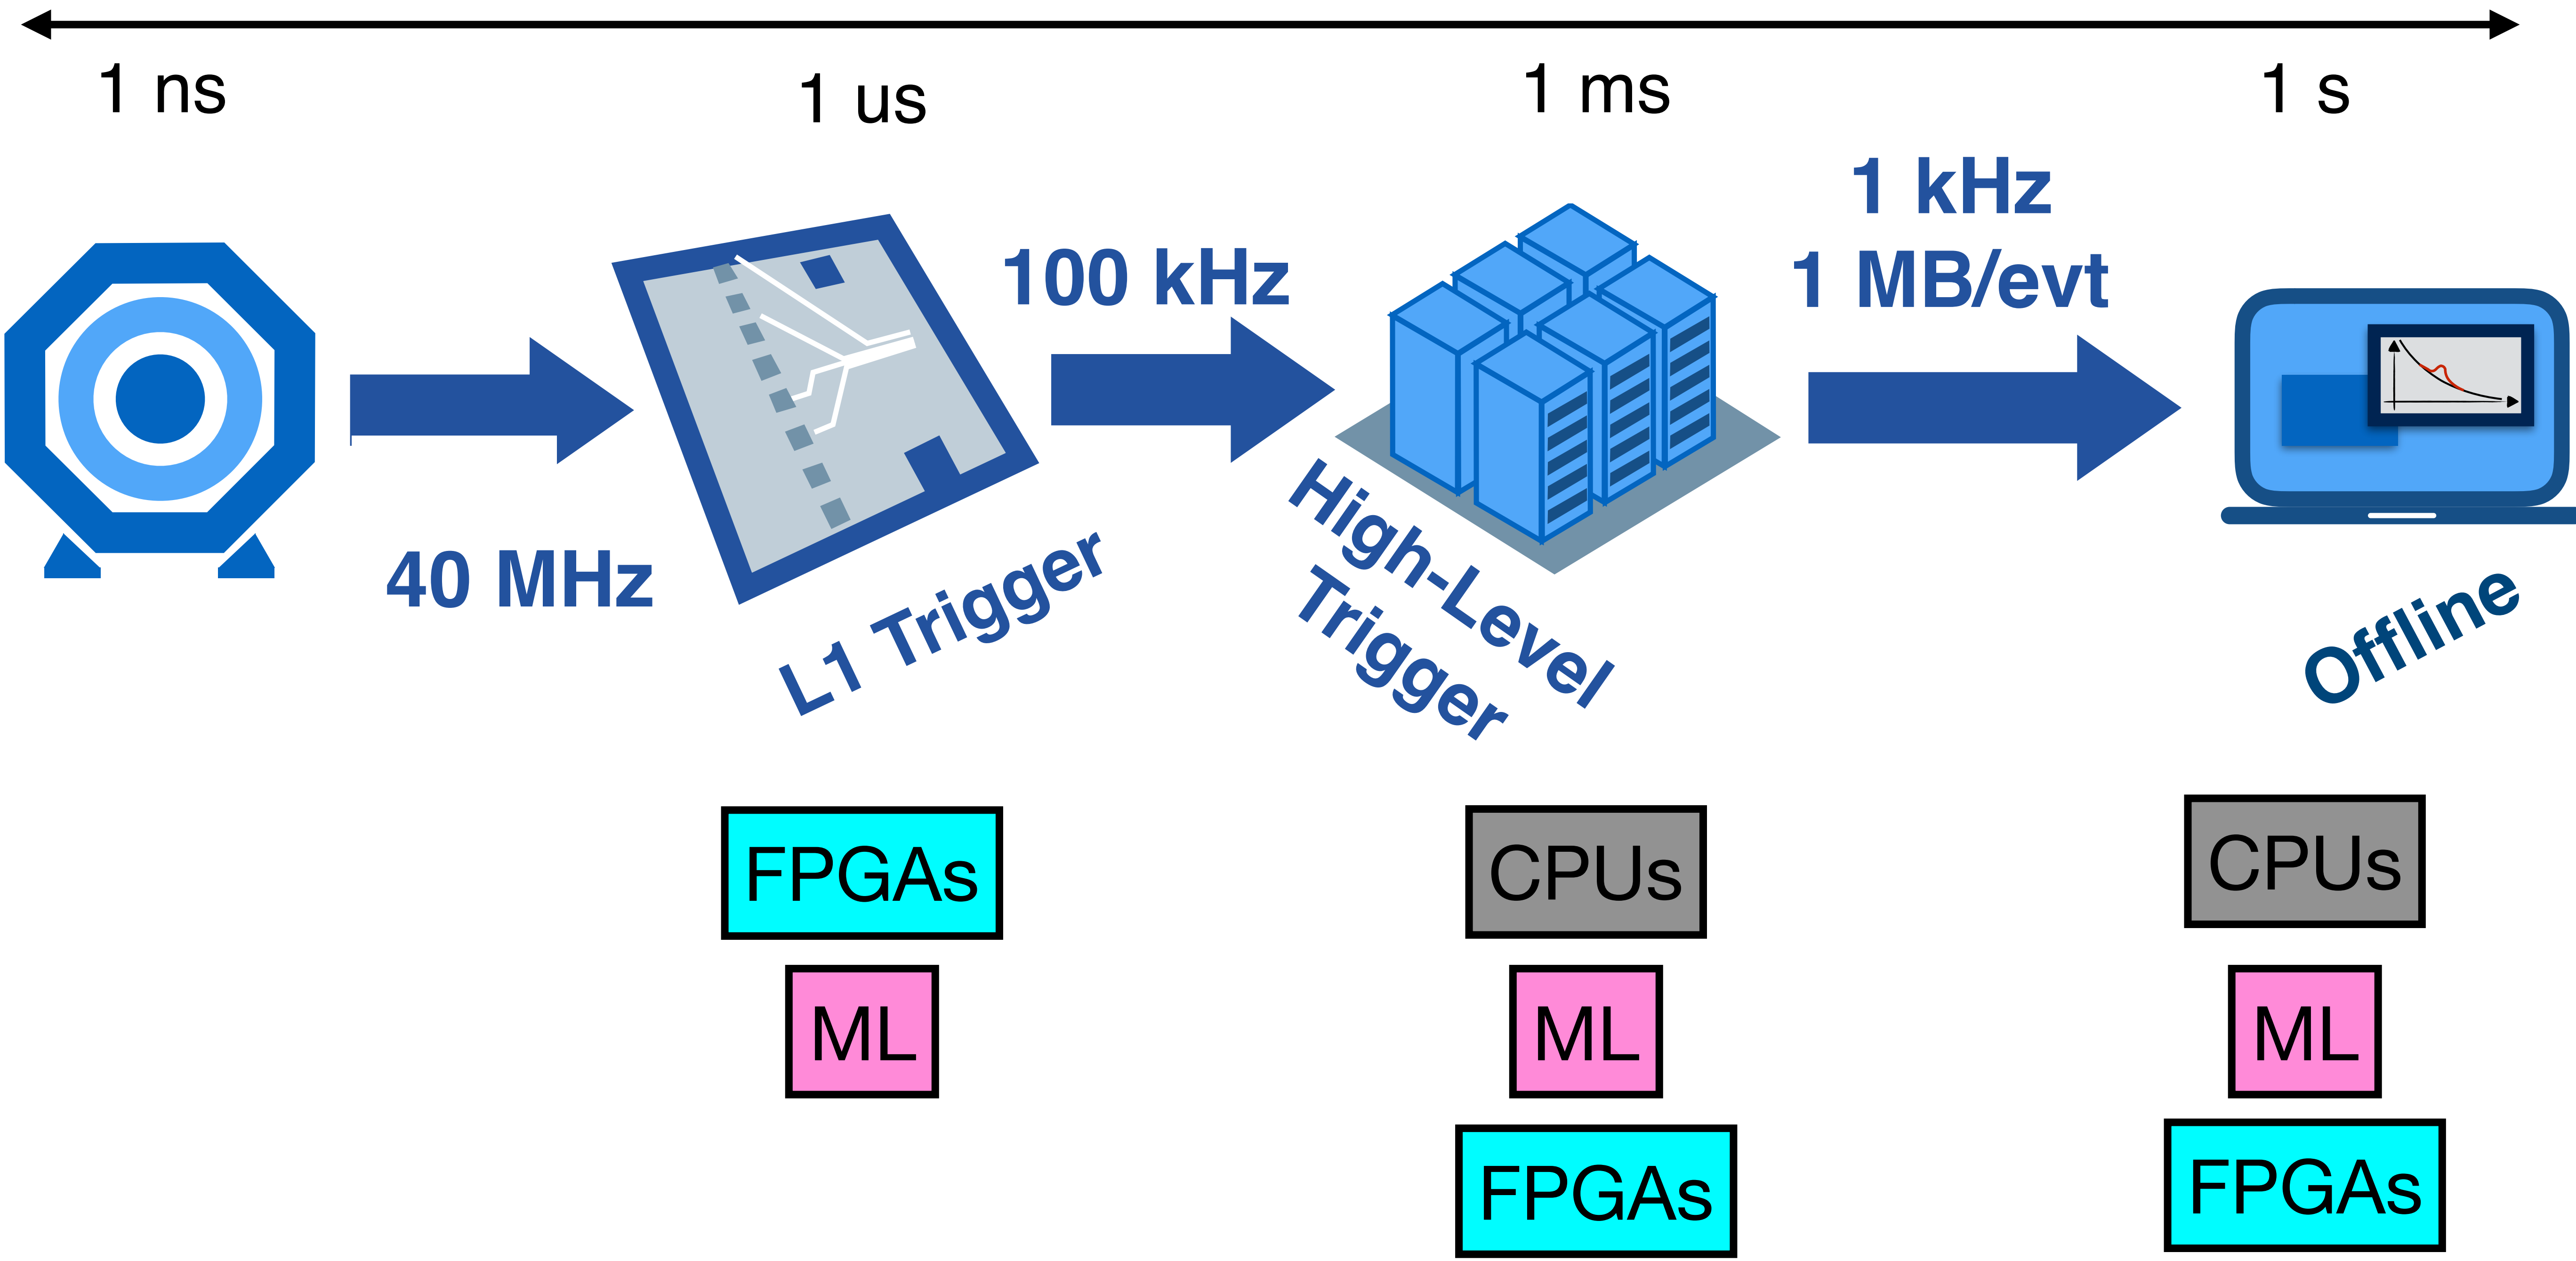 1 ns
1 us
1 ms
1 s
40 MHz
100 kHz
1 kHz
1 MB/evt
L1 Trigger
High-Level
Trigger
Offline
FPGAs
CPUs
CPUs
ML
ML
ML
FPGAs
FPGAs